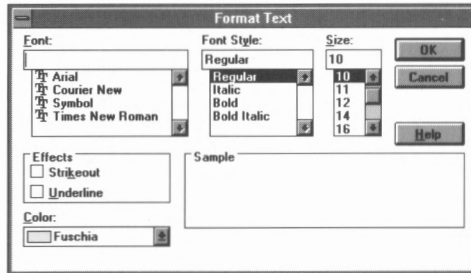 Format Text
Font: Font Style: Size:
Regular 10
OK
Arial Regular 10
Cancel
Courier New Italic 11
Symbol Bold 12
Times New Roman Bold Italic 14
16
Help
Effects Sample
Strikeout
Underline
Color:
Fuschia